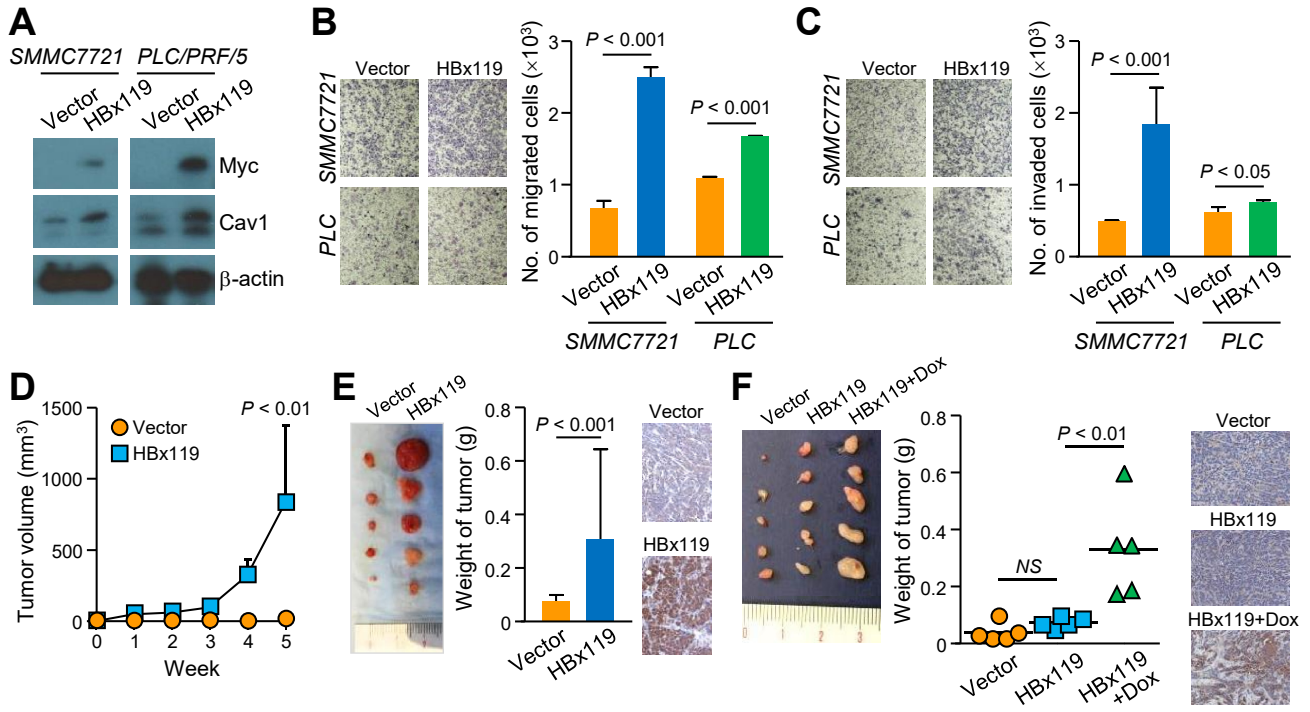 A
SMMC7721 PLC/PRF/5
Vector HBx119 Vector HBx119
Myc
Cav1
β-actin
B
Vector HBx119
SMMC7721
PLC
No. of migrated cells (×10³)
3
2
1
0
P < 0.001
P < 0.001
Vector HBx119 Vector HBx119
SMMC7721 PLC
C
Vector HBx119
SMMC7721
PLC
No. of invaded cells (×10³)
3
2
1
0
P < 0.001
P < 0.05
Vector HBx119 Vector HBx119
SMMC7721 PLC
D
Tumor volume (mm³)
1500
1000
500
0
Vector
HBx119
P < 0.01
0 1 2 3 4 5
Week
E
Vector HBx119
Weight of tumor (g)
0.8
0.6
0.4
0.2
0
P < 0.001
Vector HBx119
Vector
HBx119
F
Vector HBx119 HBx119+Dox
1 2 3
Weight of tumor (g)
0.8
0.6
0.4
0.2
0
NS
P < 0.01
Vector HBx119 HBx119
+Dox
Vector
HBx119
HBx119+Dox